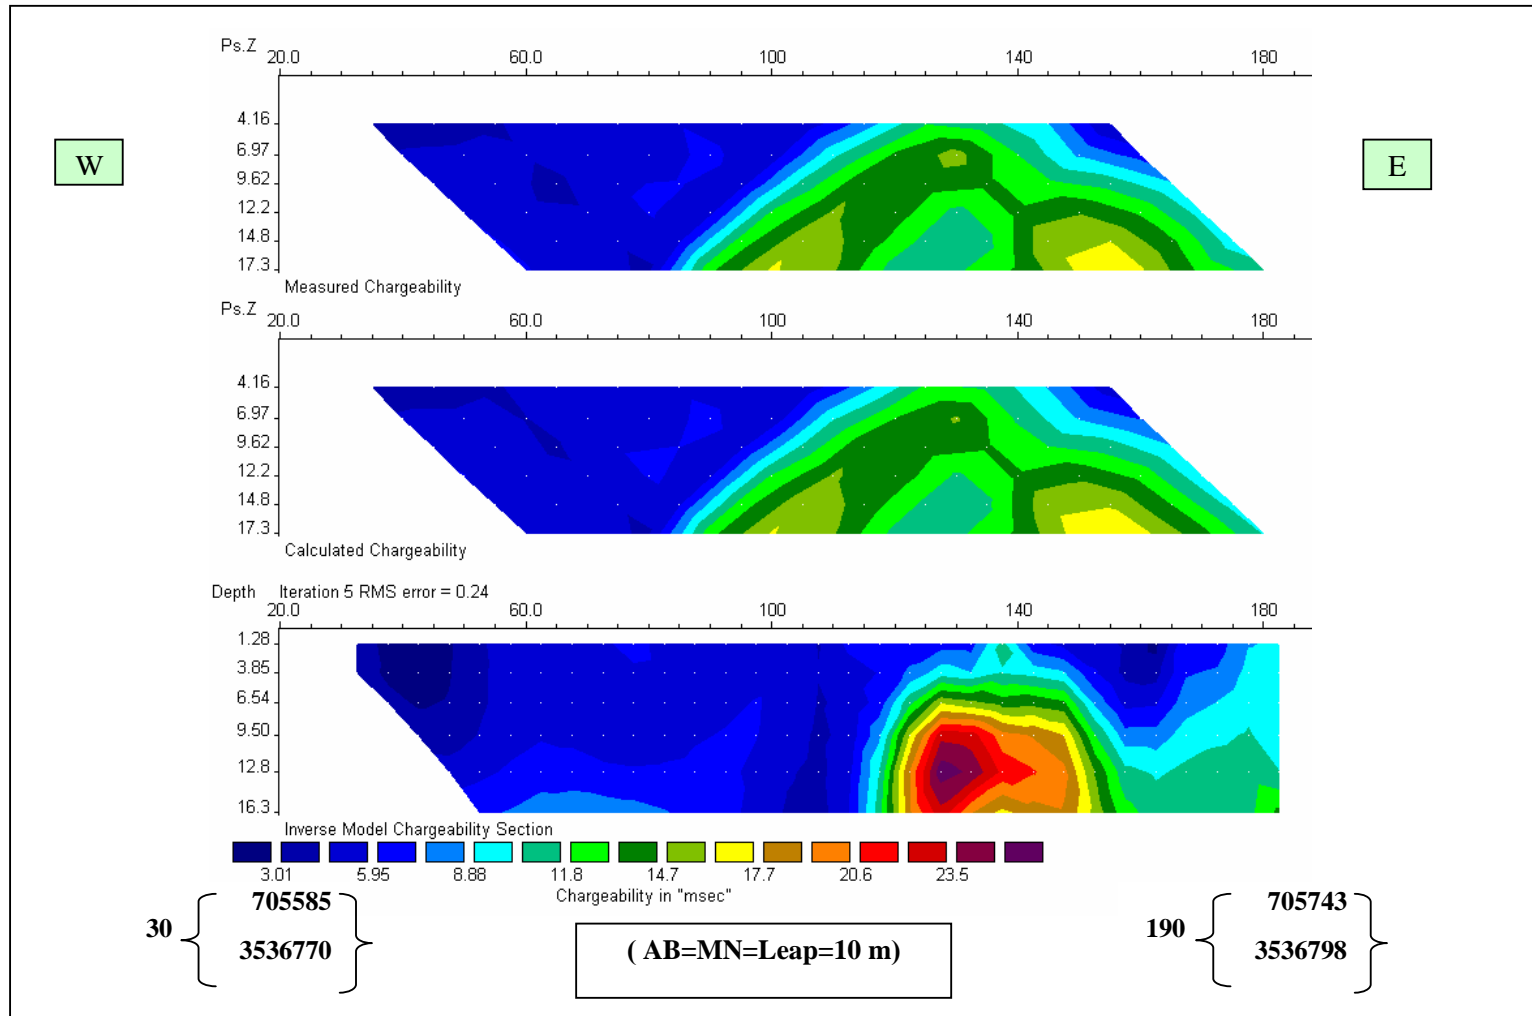 Ps.Z 20.0 60.0 100 140 180
4.16
6.97
9.62
12.2
14.8
17.3
W
E
Measured Chargeability
Ps.Z 20.0 60.0 100 140 180
4.16
6.97
9.62
12.2
14.8
17.3
Calculated Chargeability
Depth Iteration 5 RMS error = 0.24
20.0 60.0 100 140 180
1.28
3.85
6.54
9.50
12.8
16.3
Inverse Model Chargeability Section
3.01 5.95 8.88 11.8 14.7 17.7 20.6 23.5
Chargeability in "msec"
30 { 705585 }
3536770
( AB=MN=Leap=10 m)
190 { 705743 }
3536798